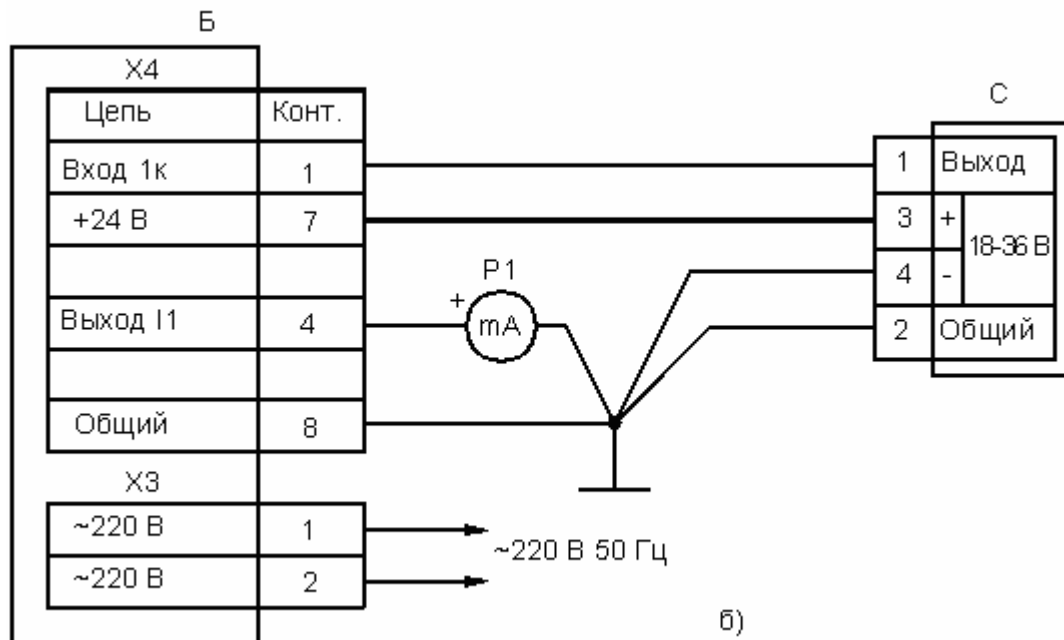 Б
X4
Цепь Конт.
Вход 1к 1
+24 В 7
Выход I1 4
Общий 8
X3
~220 В 1
~220 В 2
+
P1
mA
~220 В 50 Гц
С
1 Выход
3 + 18-36 В
4 -
2 Общий
б)